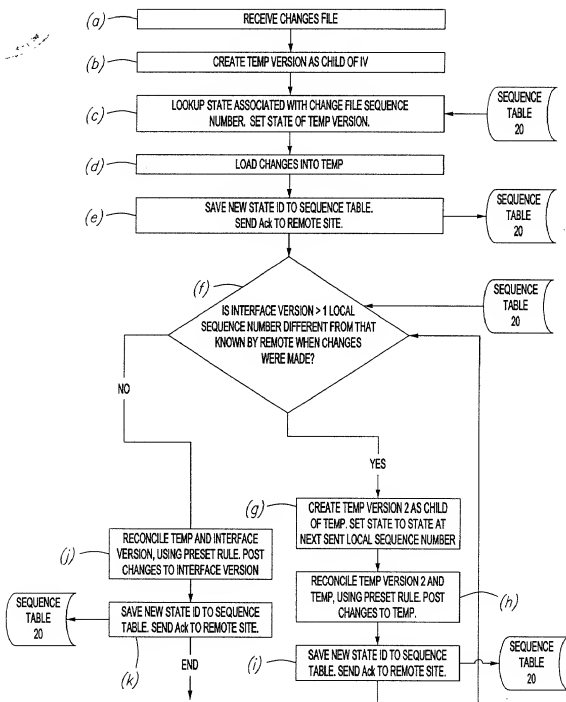 (a)
RECEIVE CHANGES FILE
(b)
CREATE TEMP VERSION AS CHILD OF IV
(c)
LOOKUP STATE ASSOCIATED WITH CHANGE FILE SEQUENCE
NUMBER. SET STATE OF TEMP VERSION.
SEQUENCE
TABLE
20
(d)
LOAD CHANGES INTO TEMP
(e)
SAVE NEW STATE ID TO SEQUENCE TABLE.
SEND Ack TO REMOTE SITE.
SEQUENCE
TABLE
20
(f)
IS INTERFACE VERSION > 1 LOCAL
SEQUENCE NUMBER DIFFERENT FROM THAT
KNOWN BY REMOTE WHEN CHANGES
WERE MADE?
SEQUENCE
TABLE
20
NO
YES
(g)
CREATE TEMP VERSION 2 AS CHILD
OF TEMP. SET STATE TO STATE AT
NEXT SENT LOCAL SEQUENCE NUMBER
(j)
RECONCILE TEMP AND INTERFACE
VERSION, USING PRESET RULE. POST
CHANGES TO INTERFACE VERSION
RECONCILE TEMP VERSION 2 AND
TEMP, USING PRESET RULE. POST
CHANGES TO TEMP.
(h)
SEQUENCE
TABLE
20
SAVE NEW STATE ID TO SEQUENCE
TABLE. SEND Ack TO REMOTE SITE.
(k)
END
(i)
SAVE NEW STATE ID TO SEQUENCE
TABLE. SEND Ack TO REMOTE SITE.
SEQUENCE
TABLE
20